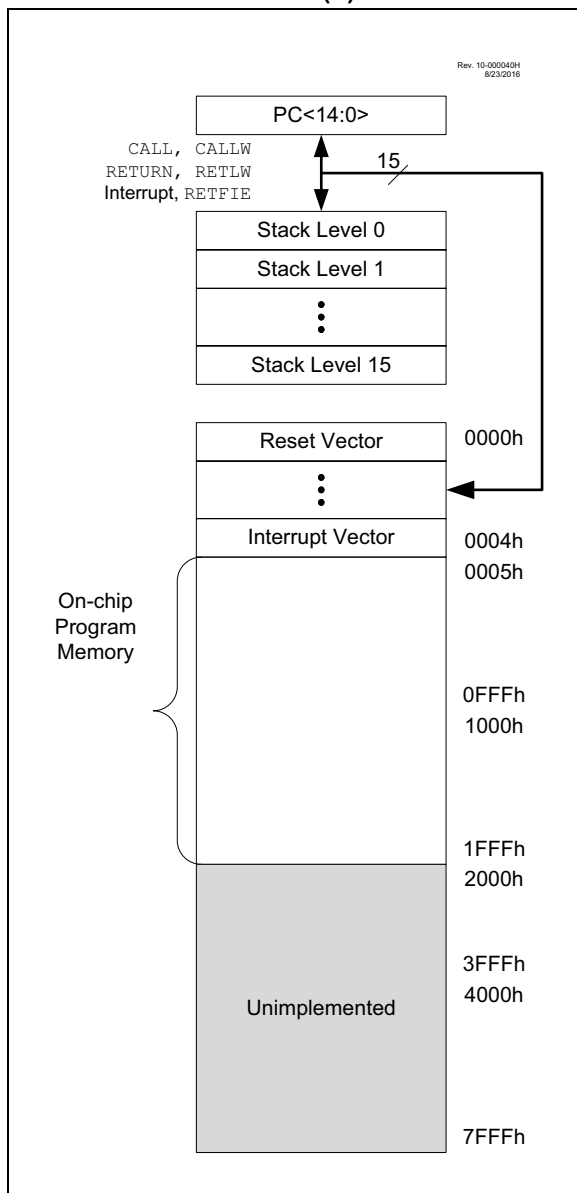 Rev. 10-000040H
8/23/2016
PC<14:0>
CALL, CALLW
RETURN, RETLW
Interrupt, RETFIE
15
Stack Level 0
Stack Level 1
Stack Level 15
Reset Vector
0000h
Interrupt Vector
0004h
0005h
On-chip
Program
Memory
0FFFh
1000h
1FFFh
2000h
3FFFh
4000h
Unimplemented
7FFFh